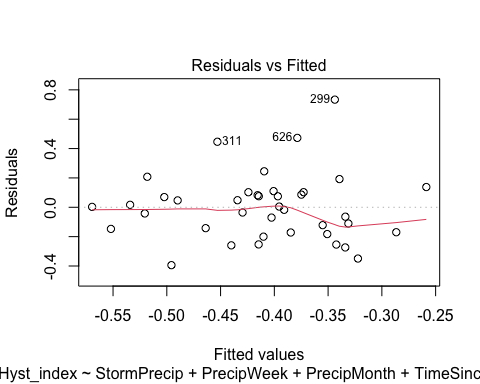 Residuals vs Fitted
Residuals
0.8
0.4
0.0
-0.4
299
311
626
-0.55 -0.50 -0.45 -0.40 -0.35 -0.30 -0.25
Fitted values
Hyst_index ~ StormPrecip + PrecipWeek + PrecipMonth + TimeSinc